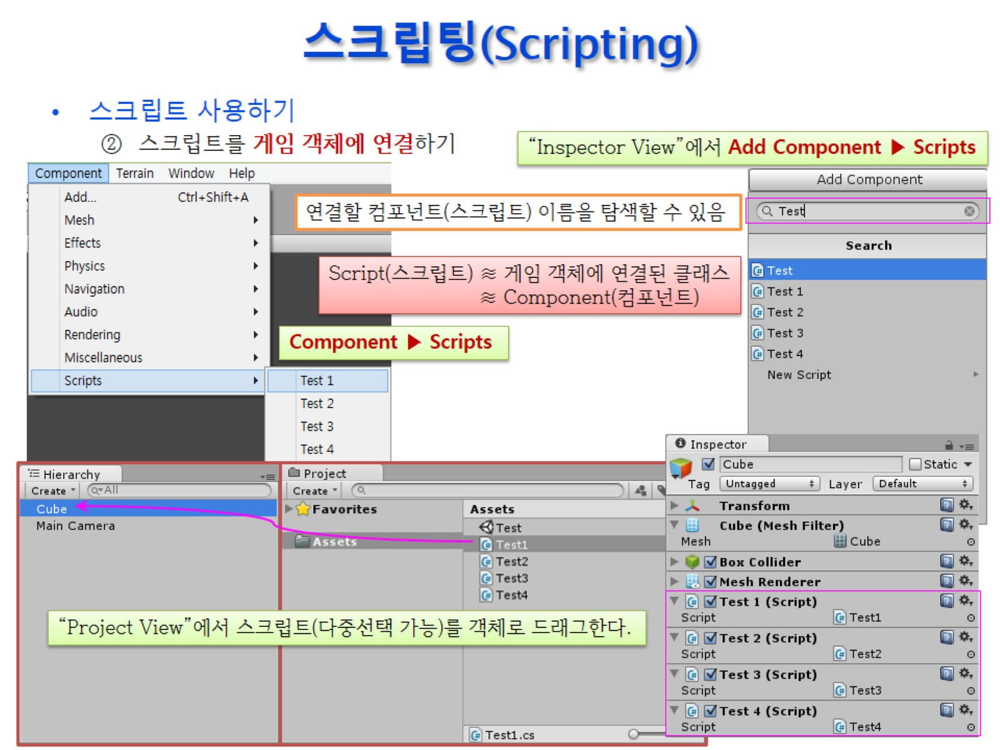 스크립팅(Scripting)
• 스크립트 사용하기
② 스크립트를 게임 객체에 연결하기
“Inspector View”에서 Add Component ▶ Scripts
Component Terrain Window Help
Add... Ctrl+Shift+A
Mesh
Effects
Physics
Navigation
Audio
Rendering
Miscellaneous
Scripts
Test 1
Test 2
Test 3
Test 4
연결할 컴포넌트(스크립트) 이름을 탐색할 수 있음
Script(스크립트) ≈ 게임 객체에 연결된 클래스
≈ Component(컴포넌트)
Component ▶ Scripts
Add Component
Test
Search
Test
Test 1
Test 2
Test 3
Test 4
New Script
Hierarchy
Create All
Cube
Main Camera
Project
Create
Favorites
Assets
Assets
Test
Test1
Test2
Test3
Test4
Test1.cs
“Project View”에서 스크립트(다중선택 가능)를 객체로 드래그한다.
Inspector
Cube Static
Tag Untagged Layer Default
Transform
Cube (Mesh Filter)
Mesh Cube
Box Collider
Mesh Renderer
Test 1 (Script)
Script Test1
Test 2 (Script)
Script Test2
Test 3 (Script)
Script Test3
Test 4 (Script)
Script Test4